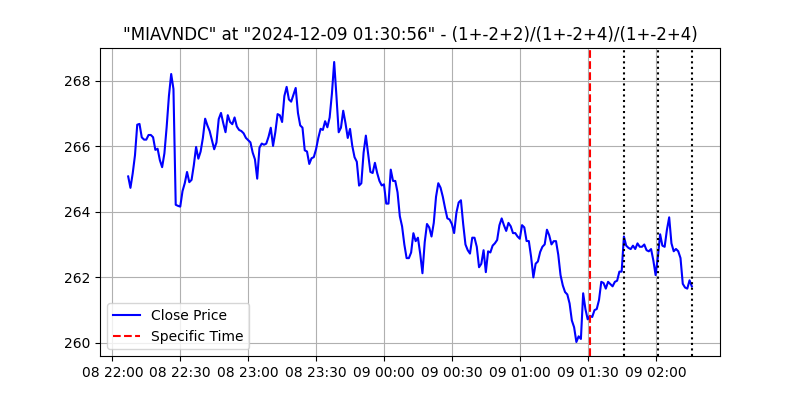 "MIAVNDC" at "2024-12-09 01:30:56" - (1+-2+2)/(1+-2+4)/(1+-2+4)
268
266
264
262
260
Close Price
Specific Time
08 22:00 08 22:30 08 23:00 08 23:30 09 00:00 09 00:30 09 01:00 09 01:30 09 02:00